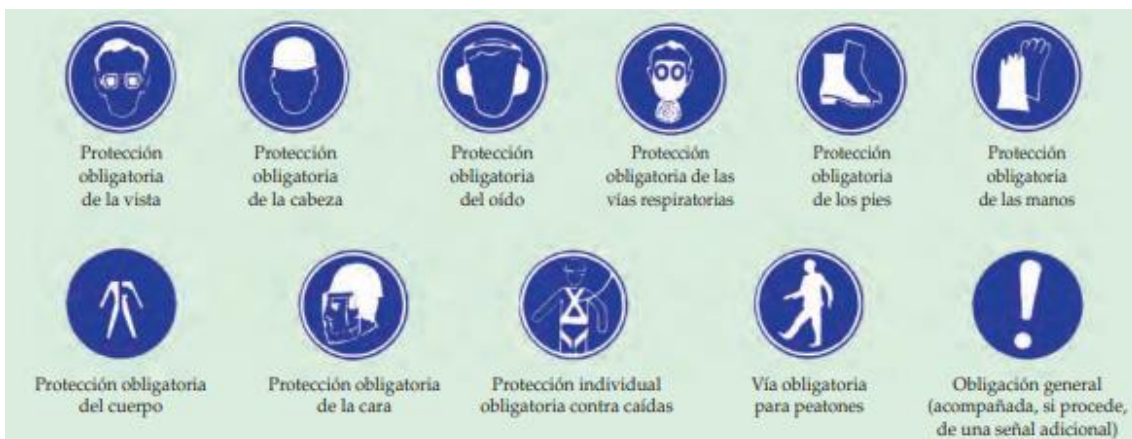 Protección
obligatoria
de la vista
Protección
obligatoria
de la cabeza
Protección
obligatoria
del oído
Protección
obligatoria de las
vías respiratorias
Protección
obligatoria
de los pies
Protección
obligatoria
de las manos
Protección obligatoria
del cuerpo
Protección obligatoria
de la cara
Protección individual
obligatoria contra caídas
Vía obligatoria
para peatones
Obligación general
(acompañada, si procede,
de una señal adicional)